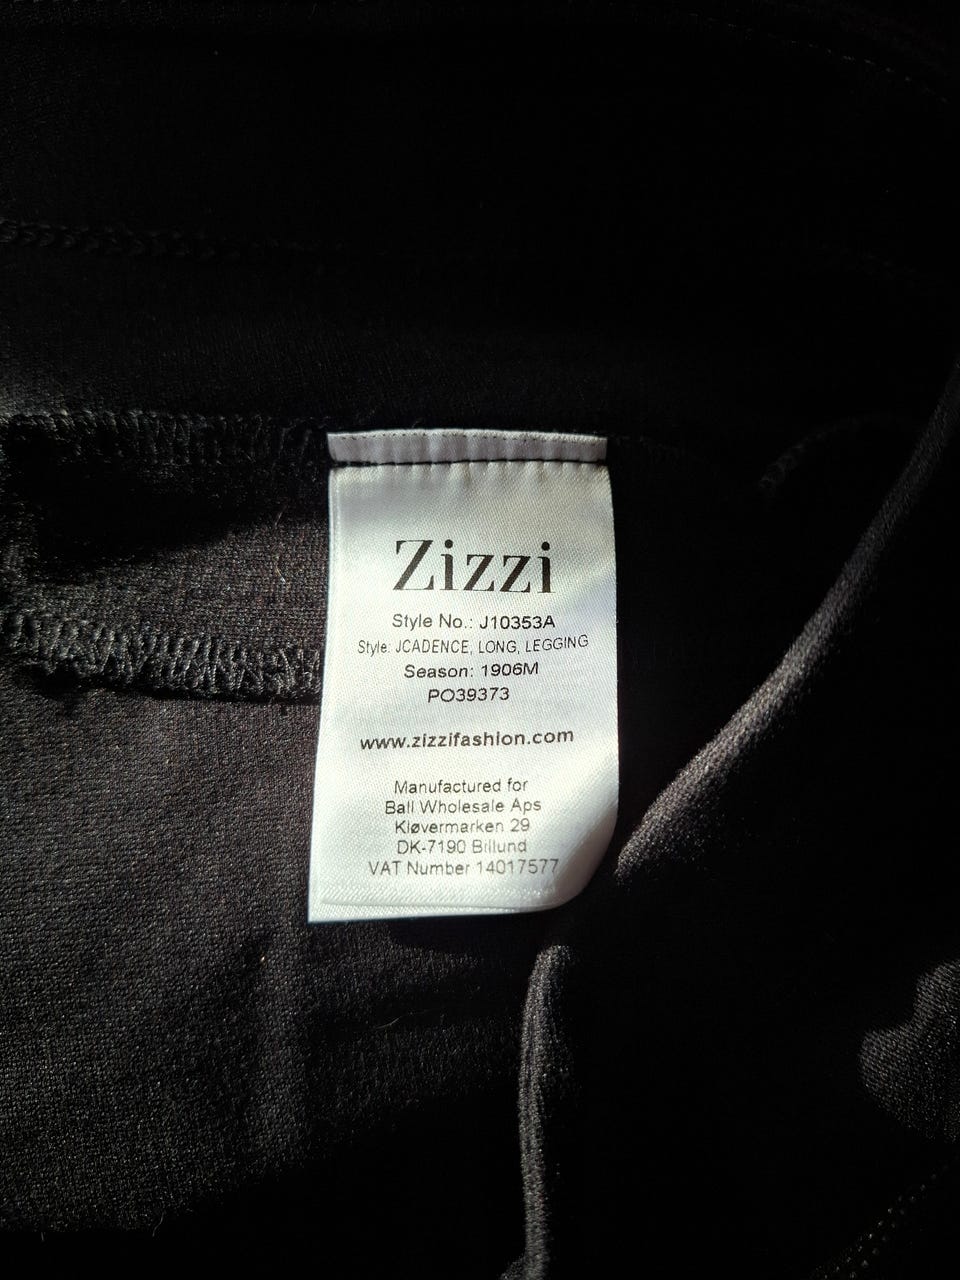 Zizzi
Style No.: J10353A
Style: JCADENCE, LONG, LEGGING
Season: 1906M
PO39373
www.zizzifashion.com
Manufactured for
Ball Wholesale Aps
Kløvermarken 29
DK-7190 Billund
VAT Number 14017577